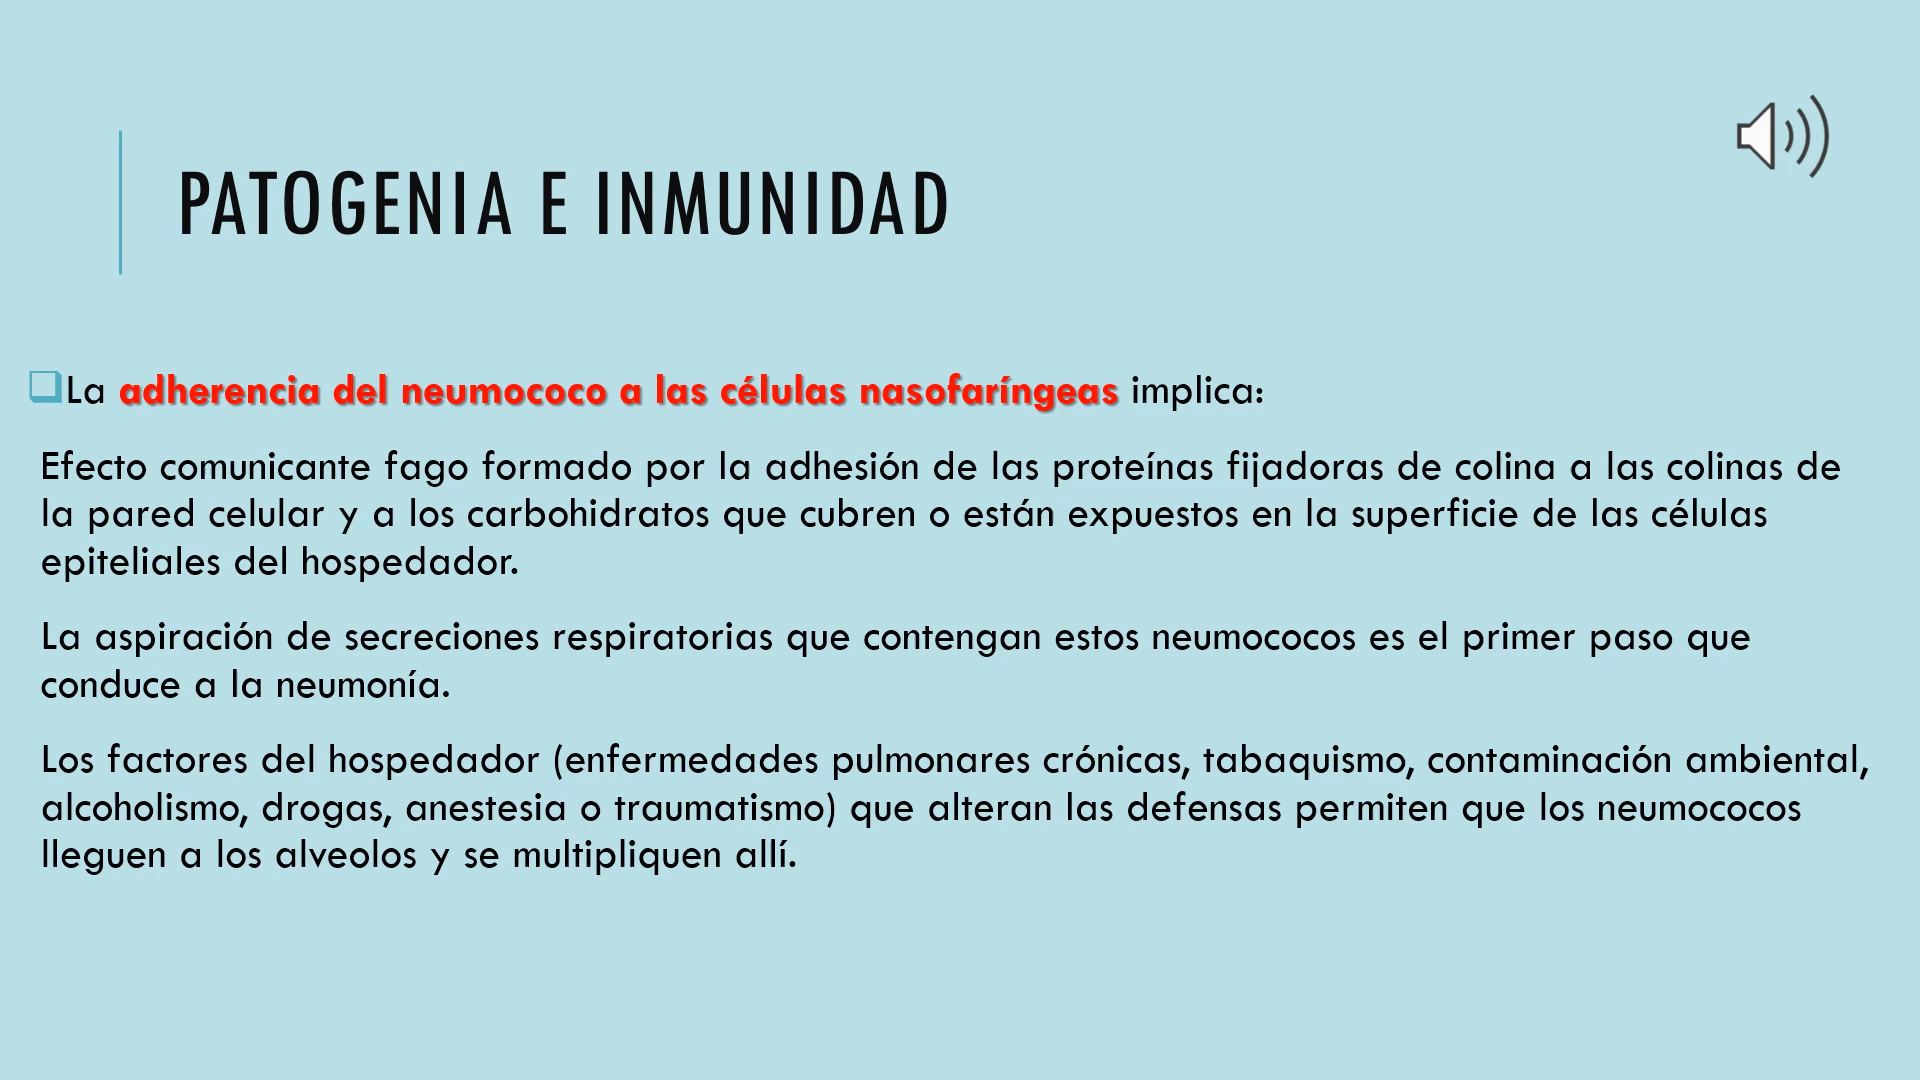 PATOGENIA E INMUNIDAD
La adherencia del neumococo a las células nasofaríngeas implica:
Efecto comunicante fago formado por la adhesión de las proteínas fijadoras de colina a las colinas de
la pared celular y a los carbohidratos que cubren o están expuestos en la superficie de las células
epiteliales del hospedador.
La aspiración de secreciones respiratorias que contengan estos neumococos es el primer paso que
conduce a la neumonía.
Los factores del hospedador (enfermedades pulmonares crónicas, tabaquismo, contaminación ambiental,
alcoholismo, drogas, anestesia o traumatismo) que alteran las defensas permiten que los neumococos
lleguen a los alveolos y se multipliquen allí.